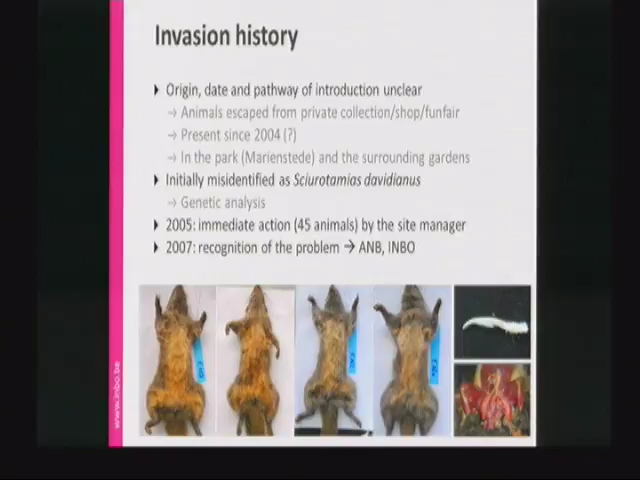 Invasion history
Origin, date and pathway of introduction unclear
→ Animals escaped from private collection/shop/funfair
→ Present since 2004 (?)
→ In the park (Marienstede) and the surrounding gardens
Initially misidentified as Sciurotamias davidianus
→ Genetic analysis
2005: immediate action (45 animals) by the site manager
2007: recognition of the problem → ANB, INBO
www.inbo.be